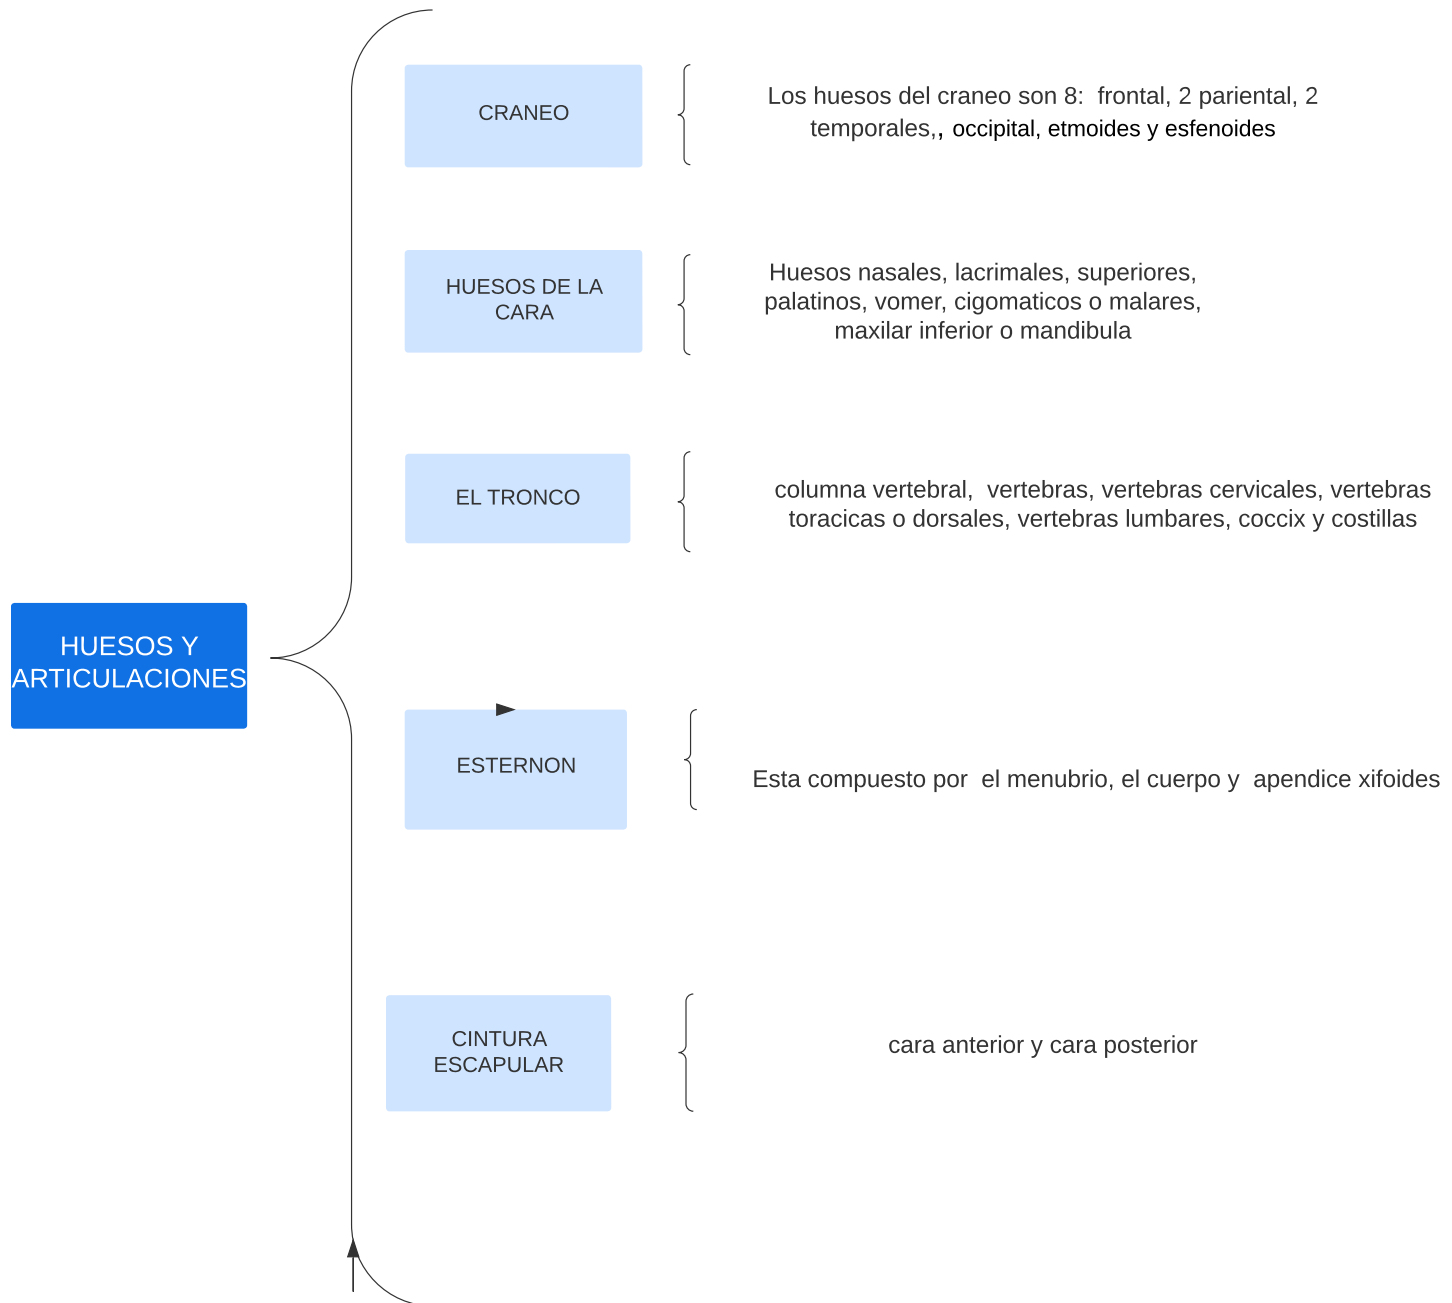 CRANEO
Los huesos del craneo son 8:  frontal, 2 pariental, 2
temporales,, occipital, etmoides y esfenoides
HUESOS DE LA
CARA
Huesos nasales, lacrimales, superiores,
palatinos, vomer, cigomaticos o malares,
maxilar inferior o mandibula
EL TRONCO
columna vertebral,  vertebras, vertebras cervicales, vertebras
toracicas o dorsales, vertebras lumbares, coccix y costillas
HUESOS Y
ARTICULACIONES
ESTERNON
Esta compuesto por  el menubrio, el cuerpo y  apendice xifoides
CINTURA
ESCAPULAR
cara anterior y cara posterior